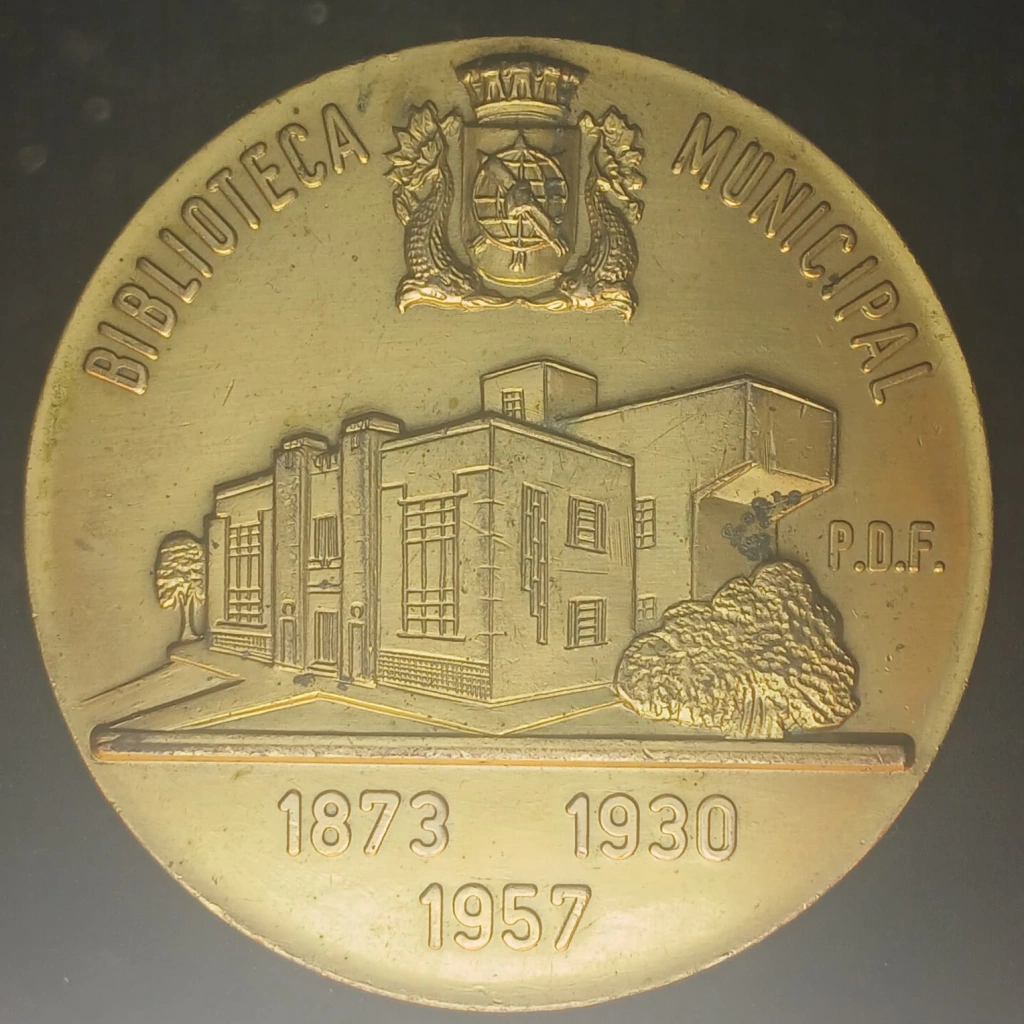 BIBLIOTECA MUNICIPAL
P.D.F.
1873 1930
1957